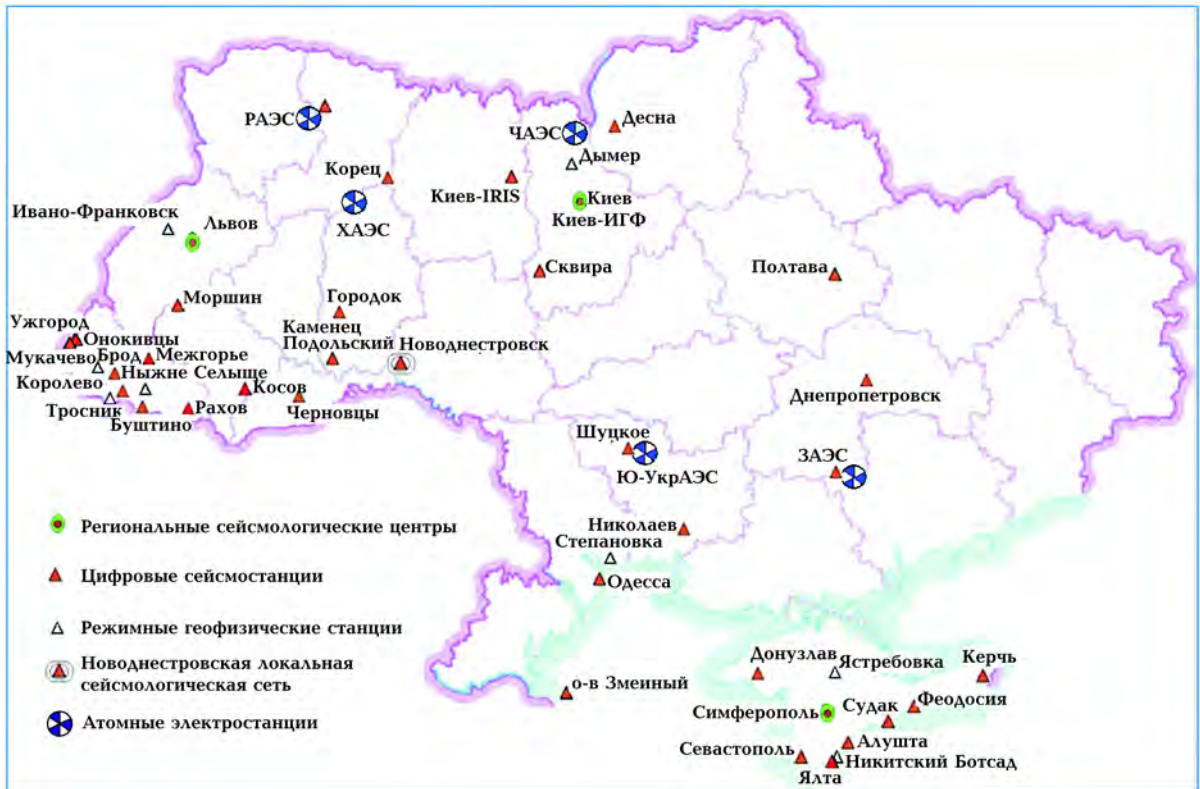 РАЭС
ЧАЭС
Десна
Дымер
Корец
Киев-IRIS
Киев
Киев-ИГФ
Ивано-Франковск
Львов
ХАЭС
Сквира
Полтава
Моршин
Городок
Ужгород
Онокивцы
Каменец
Подольский
Новоднестровск
Мукачево
Брод
Межгорье
Ныжне Селыще
Королево
Косов
Тросник
Буштино
Рахов
Черновцы
Днепропетровск
Шуцкое
Ю-УкрАЭС
ЗАЭС
Николаев
Степановка
Одесса
Региональные сейсмологические центры
Цифровые сейсмостанции
Режимные геофизические станции
Новоднестровская локальная
сейсмологическая сеть
Атомные электростанции
о-в Змеиный
Донузлав
Ястребовка
Керчь
Симферополь
Судак
Феодосия
Севастополь
Алушта
Никитский Ботсад
Ялта